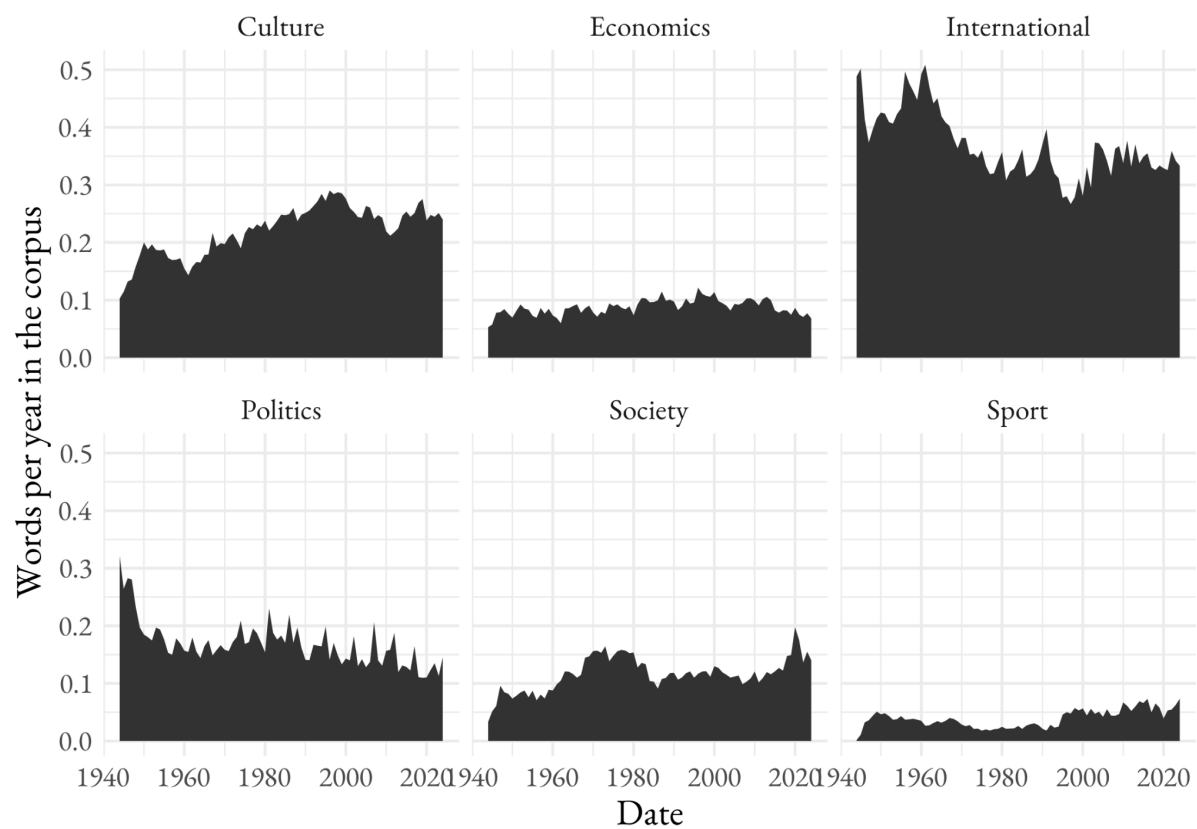 Culture Economics International
0.5
0.4
0.3
0.2
0.1
0.0
Politics Society Sport
0.5
0.4
0.3
0.2
0.1
0.0
1940 1960 1980 2000 2020 1940 1960 1980 2000 2020 1940 1960 1980 2000 2020
Date
Words per year in the corpus